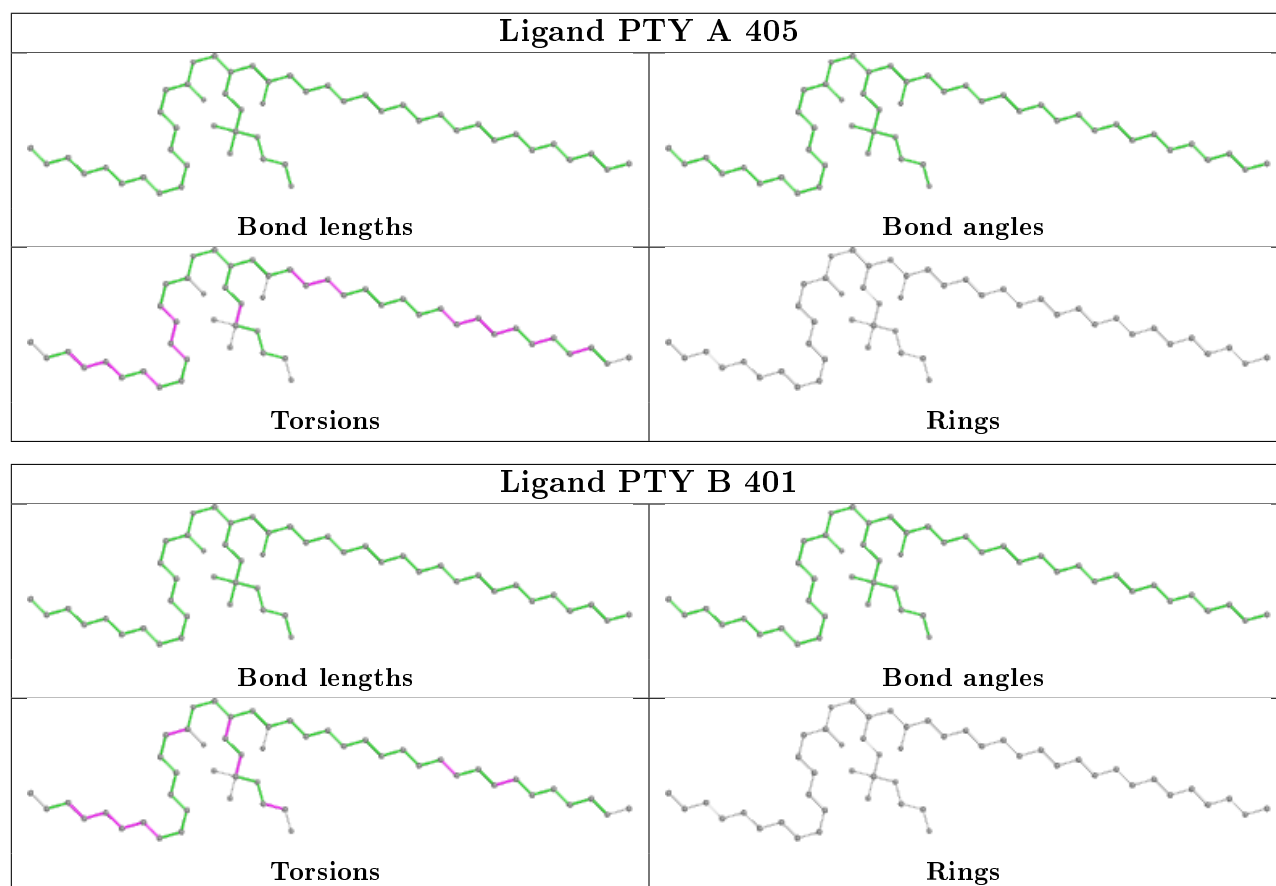 Ligand PTY A 405
Bond lengths
Bond angles
Torsions
Rings
Ligand PTY B 401
Bond lengths
Bond angles
Torsions
Rings